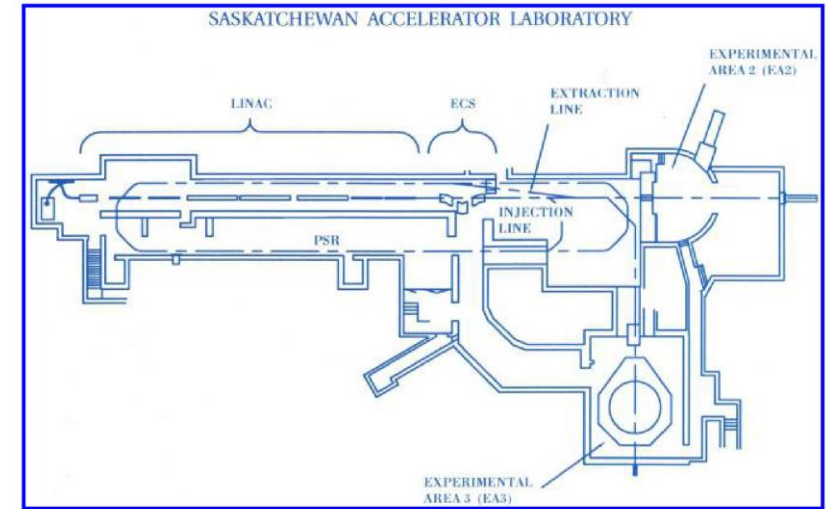 SASKATCHEWAN ACCELERATOR LABORATORY
EXPERIMENTAL
AREA 2 (EA2)
EXTRACTION
LINE
LINAC
ECS
INJECTION
LINE
PSR
EXPERIMENTAL
AREA 3 (EA3)